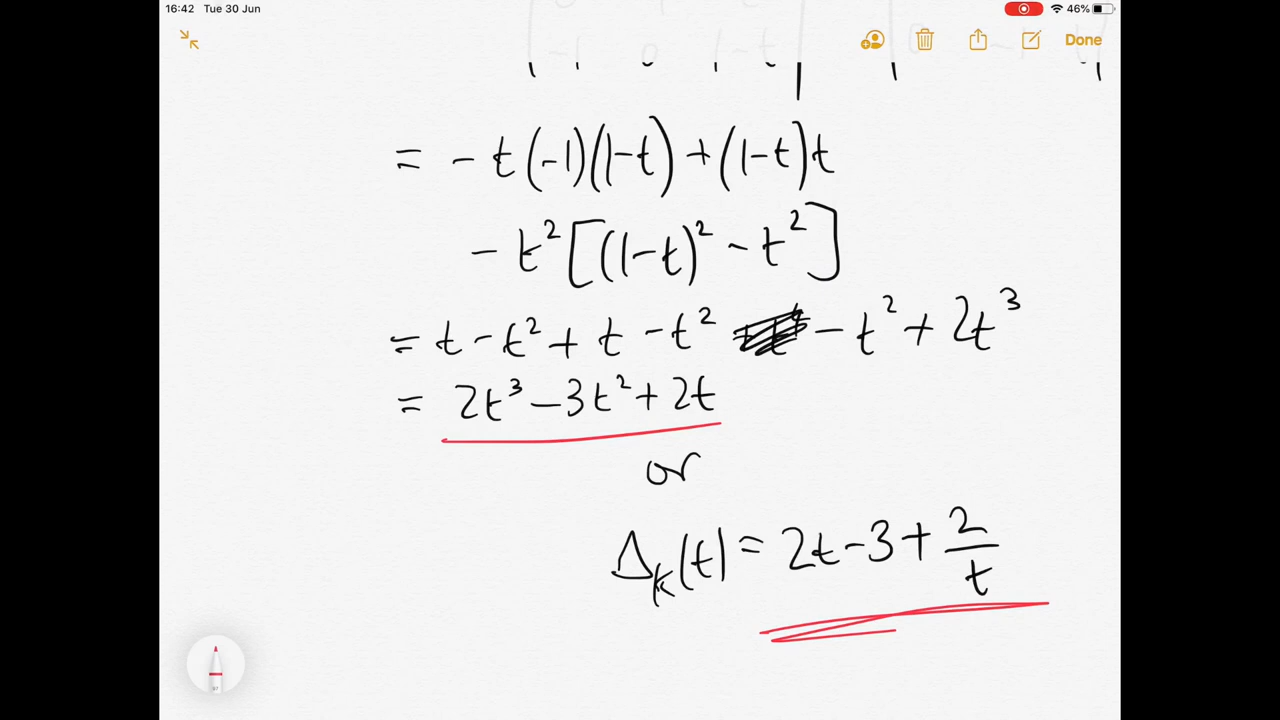 16:42 Tue 30 Jun 46%
Done
= - t(-1)(1-t) + (1-t)t
- t²[(1-t)² - t²]
= t - t² + t - t² - t² + 2t³
= 2t³ - 3t² + 2t
or
Δₖ(t) = 2t - 3 + 2/t